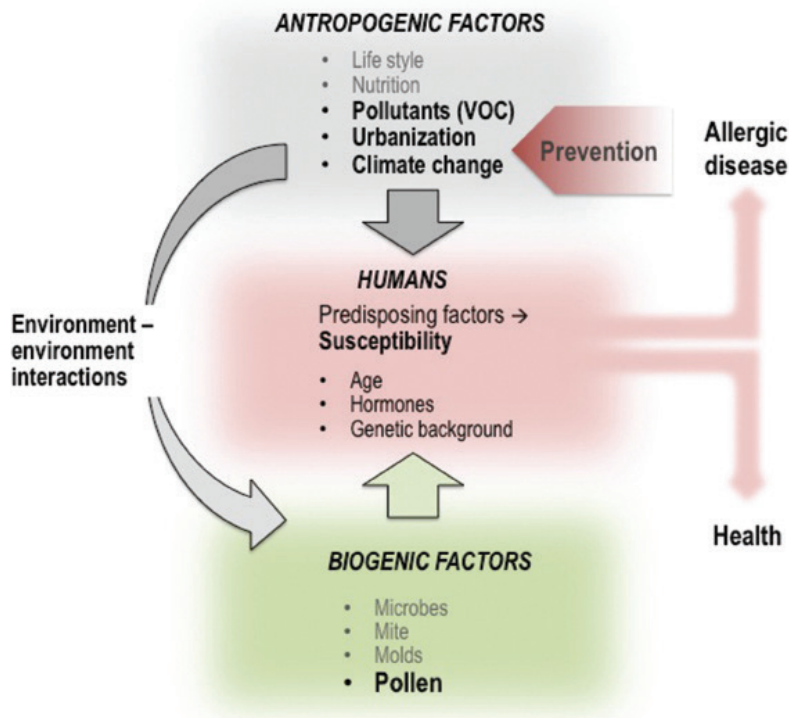 ANTROPOGENIC FACTORS
• Life style
• Nutrition
• Pollutants (VOC)
• Urbanization
• Climate change
Prevention
Allergic
disease
HUMANS
Predisposing factors →
Susceptibility
• Age
• Hormones
• Genetic background
Environment –
environment
interactions
Health
BIOGENIC FACTORS
• Microbes
• Mite
• Molds
• Pollen